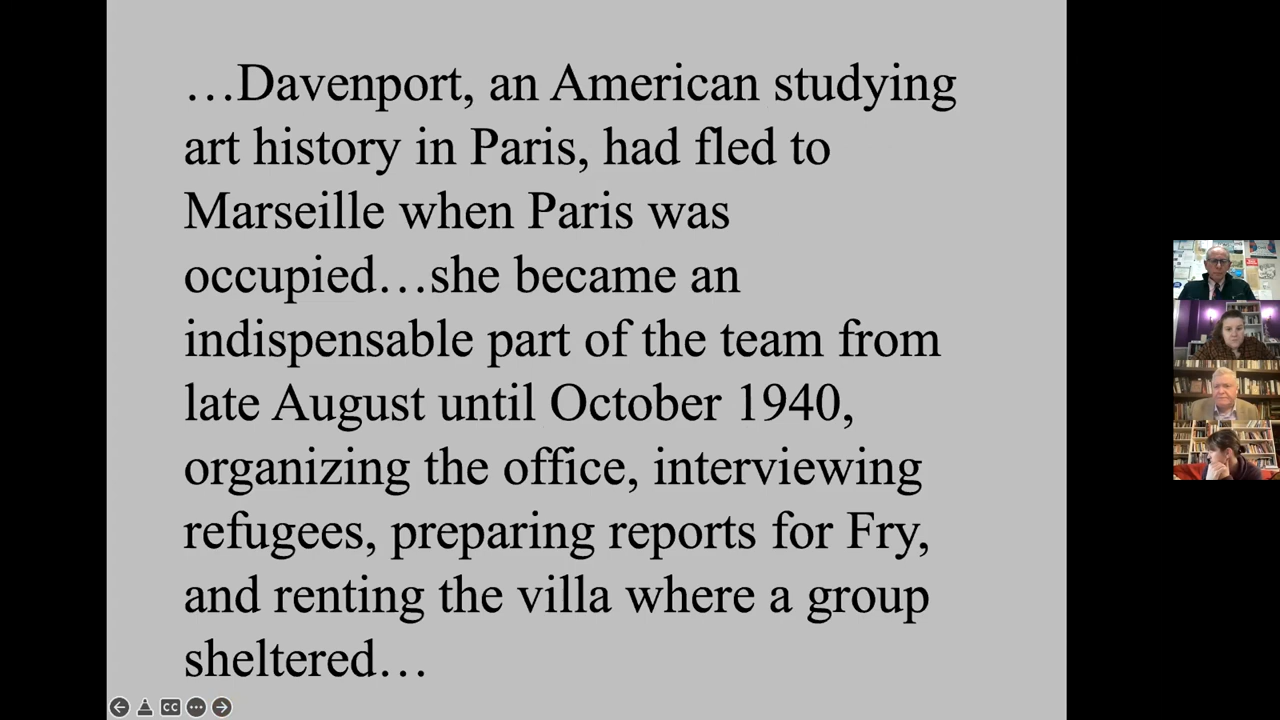 …Davenport, an American studying
art history in Paris, had fled to
Marseille when Paris was
occupied…she became an
indispensable part of the team from
late August until October 1940,
organizing the office, interviewing
refugees, preparing reports for Fry,
and renting the villa where a group
sheltered…
CC